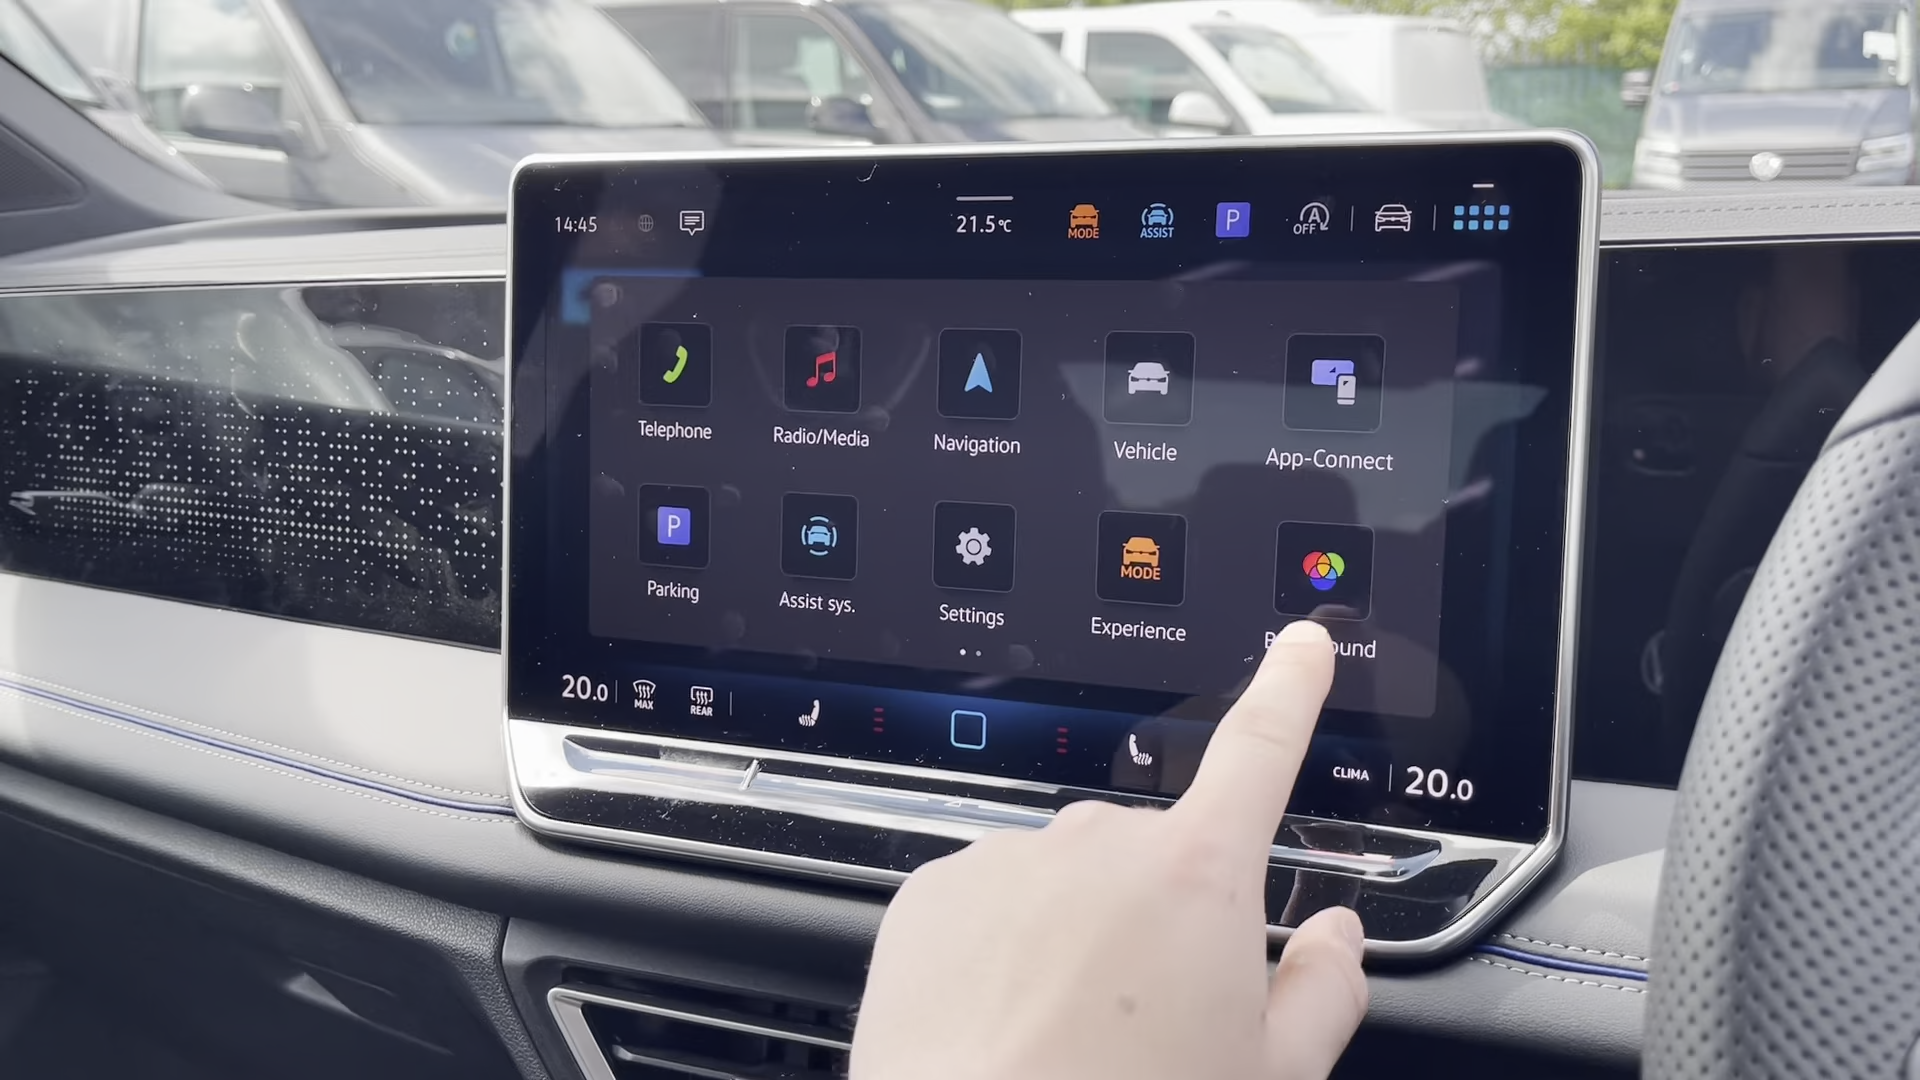 14:45
21.5°C
MODE
ASSIST
P
A
OFF
Telephone
Radio/Media
Navigation
Vehicle
App-Connect
P
MODE
Parking
Assist sys.
Settings
Experience
20.0
MAX
REAR
CLIMA
20.0